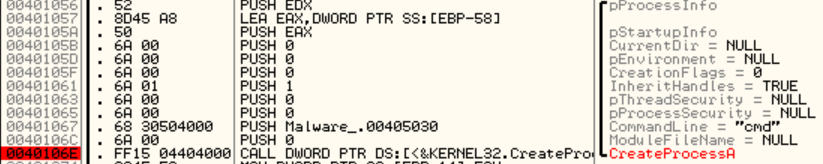 00401056 . 52 PUSH EDX pProcessInfo
00401057 . 8D45 A8 LEA EAX,DWORD PTR SS:[EBP-58]
0040105A . 50 PUSH EAX pStartupInfo
0040105B . 6A 00 PUSH 0 CurrentDir = NULL
0040105D . 6A 00 PUSH 0 pEnvironment = NULL
0040105F . 6A 00 PUSH 0 CreationFlags = 0
00401061 . 6A 01 PUSH 1 InheritHandles = TRUE
00401063 . 6A 00 PUSH 0 pThreadSecurity = NULL
00401065 . 6A 00 PUSH 0 pProcessSecurity = NULL
00401067 . 68 30504000 PUSH Malware_.00405030 CommandLine = "cmd"
0040106C . 6A 00 PUSH 0 ModuleFileName = NULL
0040106E . FF15 04404000 CALL DWORD PTR DS:[<&KERNEL32.CreatePro CreateProcessA